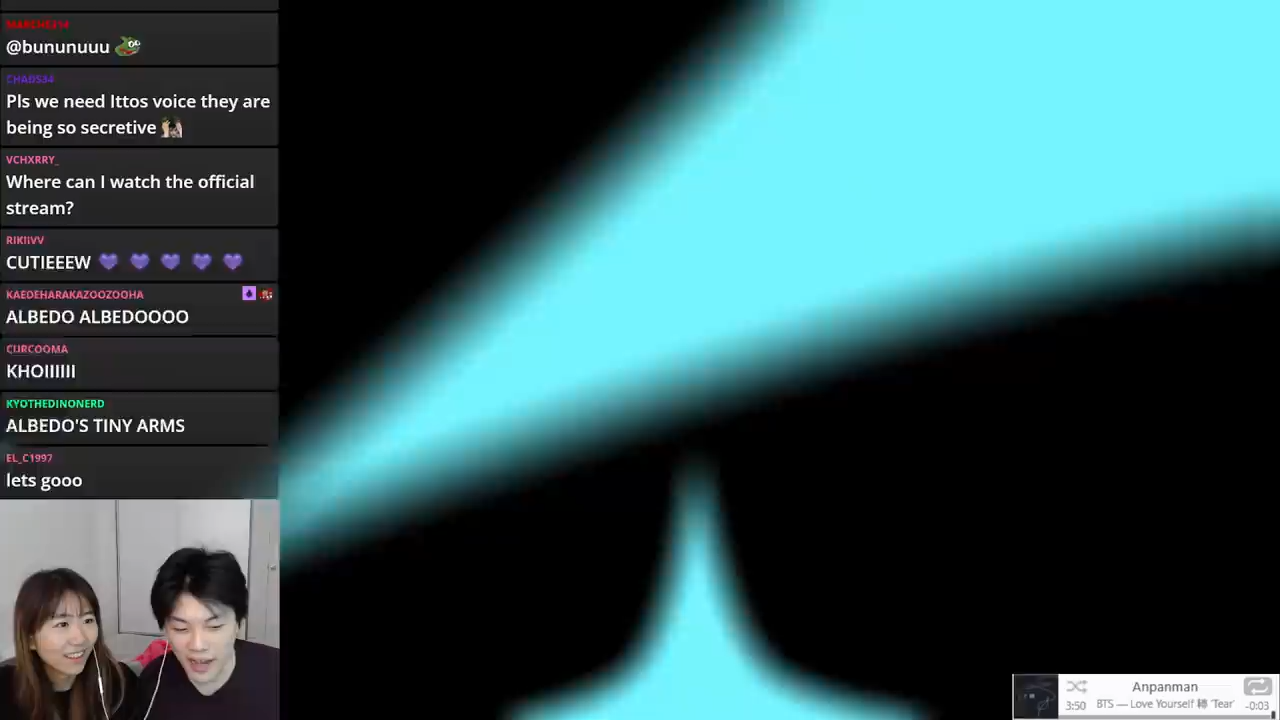 MARCHE214
@bununuuu
CHADS34
Pls we need Ittos voice they are
being so secretive
VCHXRRY_
Where can I watch the official
stream?
RIKIIVV
CUTIEEEW
KAEDEHARAKAZOOZOOHA
ALBEDO ALBEDOOOO
CURCOOMA
KHOIIIIII
KYOTHEDINONERD
ALBEDO'S TINY ARMS
EL_C1997
lets gooo
Anpanman
3:50 BTS — Love Yourself 轉 'Tear' -0:03